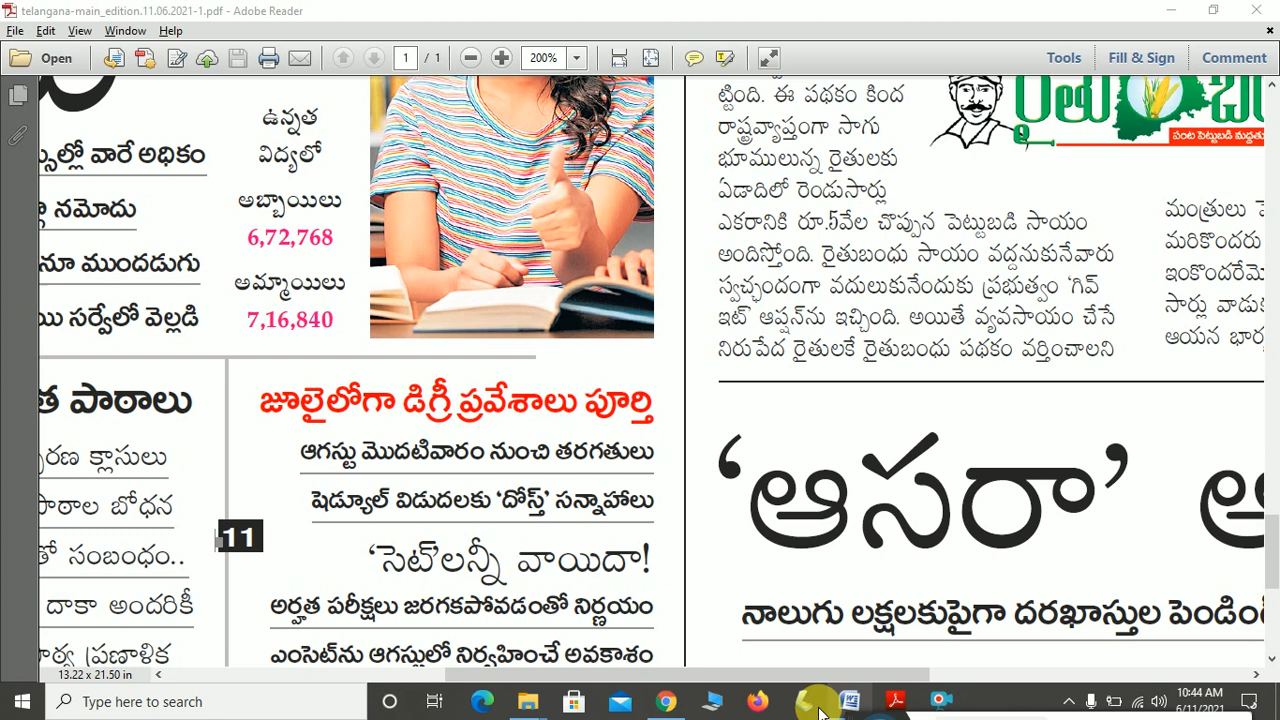 telangana-main_edition.11.06.2021-1.pdf - Adobe Reader
File Edit View Window Help
Open 1 / 1 200% Tools Fill & Sign Comment
వారే అధికం
నమోదు
ముందడుగు
సర్వేలో వెల్లడి
ఉన్నత
విద్యలో
అబ్బాయిలు
6,72,768
అమ్మాయిలు
7,16,840
పాఠాలు
క్లాసులు
బోధన
సంబంధం..
దాకా అందరికీ
ప్రణాళిక
11
జూలైలోగా డిగ్రీ ప్రవేశాలు పూర్తి
ఆగస్టు మొదటివారం నుంచి తరగతులు
షెడ్యూల్ విడుదలకు ‘దోస్త్’ సన్నాహాలు
‘సెట్’లన్నీ వాయిదా!
అర్హత పరీక్షలు జరగకపోవడంతో నిర్ణయం
ఎంసెట్‌ను ఆగస్టులో నిర్వహించే అవకాశం
ట్టింది. ఈ పథకం కింద
రాష్ట్రవ్యాప్తంగా సాగు
భూములున్న రైతులకు
ఏడాదిలో రెండుసార్లు
ఎకరానికి రూ.5వేల చొప్పున పెట్టుబడి సాయం
అందిస్తోంది. రైతుబంధు సాయం వద్దనుకునేవారు
స్వచ్ఛందంగా వదులుకునేందుకు ప్రభుత్వం ‘గివ్
ఇట్’ ఆప్షన్‌ను ఇచ్చింది. అయితే వ్యవసాయం చేసే
నిరుపేద రైతులకే రైతుబంధు పథకం వర్తించాలని
రైతు
పంట పెట్టుబడి మద్దతు
మంత్రులు
మరికొందరు
ఇంకొందరేమో
సార్లు
ఆయన
‘ఆసరా’
నాలుగు లక్షలకుపైగా దరఖాస్తుల
13.22 x 21.50 in
Type here to search
10:44 AM
6/11/2021